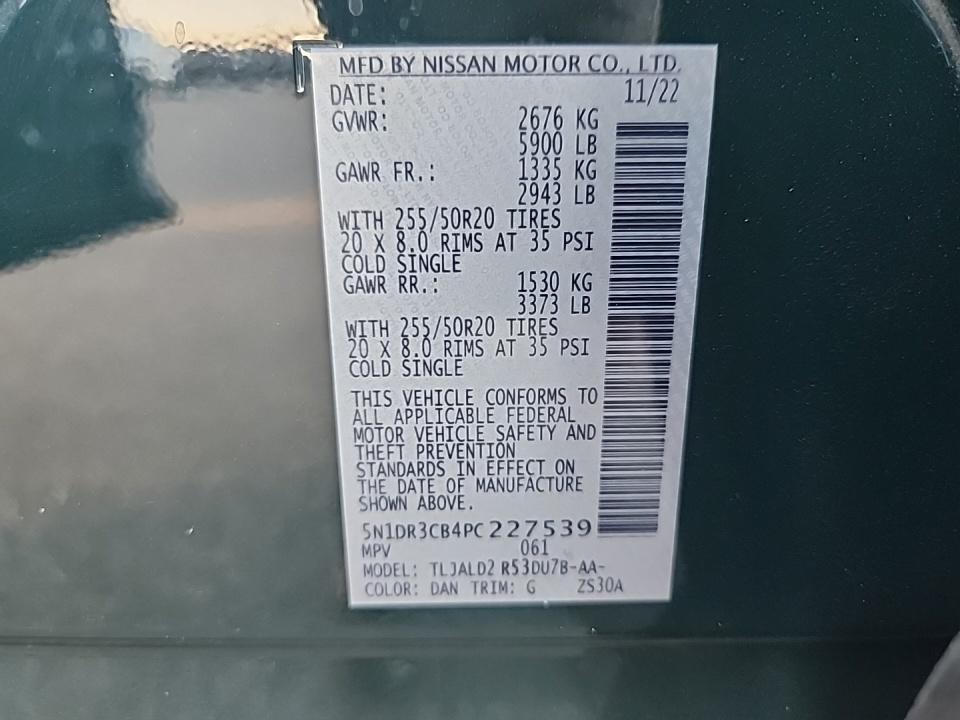 MFD BY NISSAN MOTOR CO., LTD.
DATE: 11/22
GVWR: 2676 KG
5900 LB
GAWR FR.: 1335 KG
2943 LB
WITH 255/50R20 TIRES
20 X 8.0 RIMS AT 35 PSI
COLD SINGLE
GAWR RR.: 1530 KG
3373 LB
WITH 255/50R20 TIRES
20 X 8.0 RIMS AT 35 PSI
COLD SINGLE
THIS VEHICLE CONFORMS TO
ALL APPLICABLE FEDERAL
MOTOR VEHICLE SAFETY AND
THEFT PREVENTION
STANDARDS IN EFFECT ON
THE DATE OF MANUFACTURE
SHOWN ABOVE.
5N1DR3CB4PC227539
MPV 061
MODEL: TLJALD2 R53DU7B-AA-
COLOR: DAN TRIM: G ZS30A